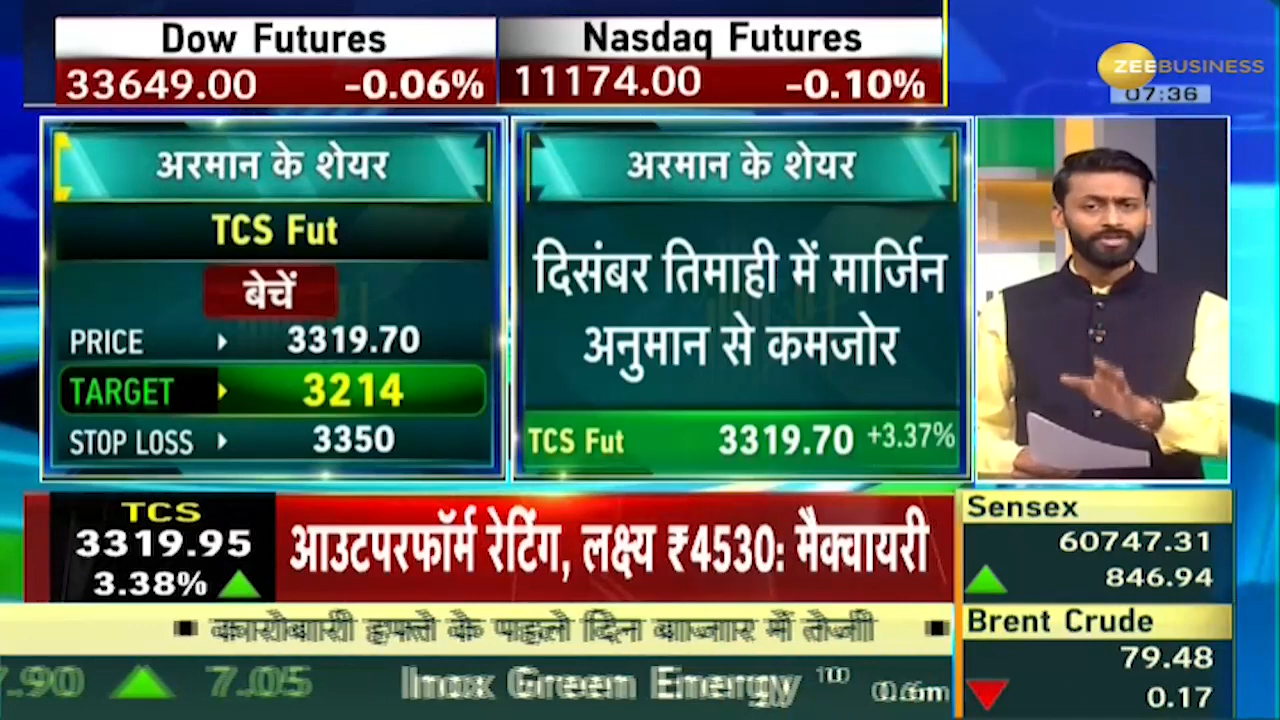 Dow Futures
33649.00 -0.06%
Nasdaq Futures
11174.00 -0.10%
ZEEBUSINESS
07:36
अरमान के शेयर
TCS Fut
बेचें
PRICE 3319.70
TARGET 3214
STOP LOSS 3350
अरमान के शेयर
दिसंबर तिमाही में मार्जिन
अनुमान से कमजोर
TCS Fut 3319.70 +3.37%
TCS
3319.95
3.38%
आउटपरफॉर्म रेटिंग, लक्ष्य ₹4530: मैक्वायरी
Sensex
60747.31
846.94
Brent Crude
79.48
0.17
कारोबारी हफ्ते के पहले दिन बाजार में तेजी
7.05 Inox Green Energy